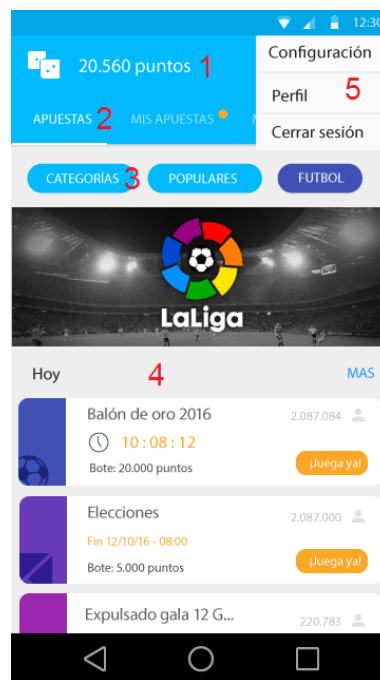 12:30
20.560 puntos 1
Configuración
Perfil 5
Cerrar sesión
APUESTAS 2 MIS APUESTAS
CATEGORÍAS 3 POPULARES FUTBOL
LaLiga
Hoy 4 MAS
Balón de oro 2016 2.087.084
10 : 08 : 12
Bote: 20.000 puntos ¡Juega ya!
Elecciones 2.087.000
Fin 12/10/16 - 08:00
Bote: 5.000 puntos ¡Juega ya!
Expulsado gala 12 G... 220.783